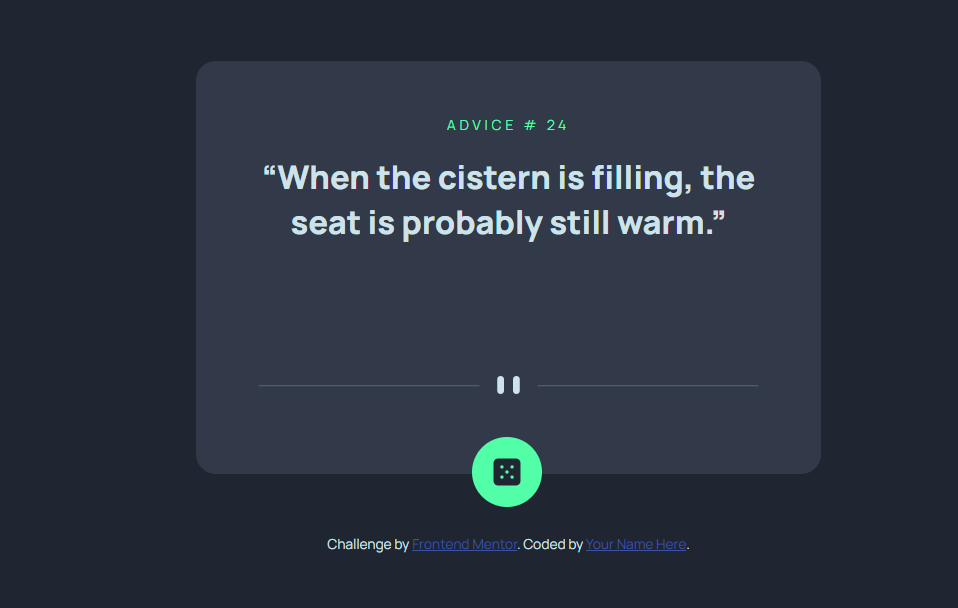 ADVICE # 24
“When the cistern is filling, the
seat is probably still warm.”
Challenge by Frontend Mentor. Coded by Your Name Here.